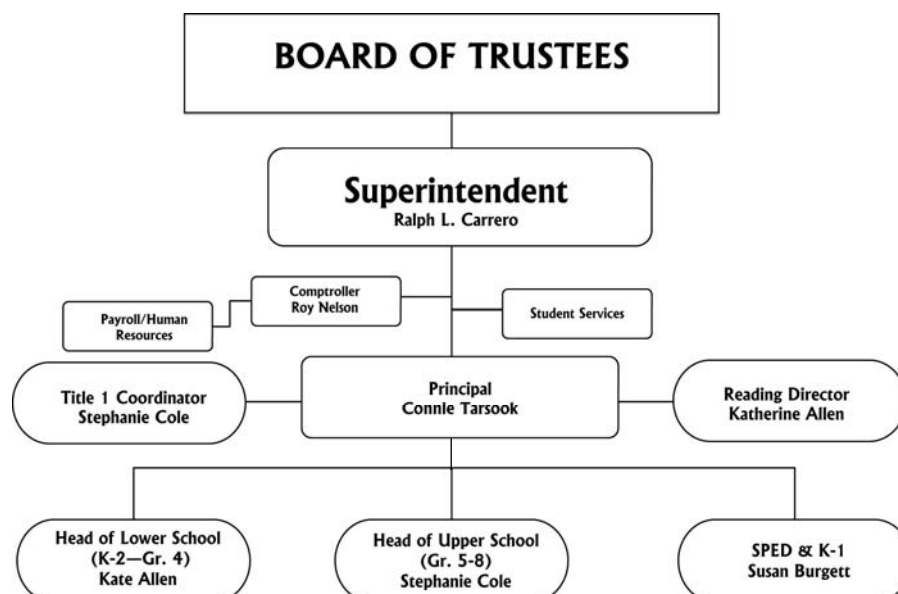 BOARD OF TRUSTEES
Superintendent
Ralph L. Carrero
Comptroller
Roy Nelson
Payroll/Human
Resources
Student Services
Title 1 Coordinator
Stephanie Cole
Principal
Connie Tarsook
Reading Director
Katherine Allen
Head of Lower School
(K-2—Gr. 4)
Kate Allen
Head of Upper School
(Gr. 5-8)
Stephanie Cole
SPED & K-1
Susan Burgett